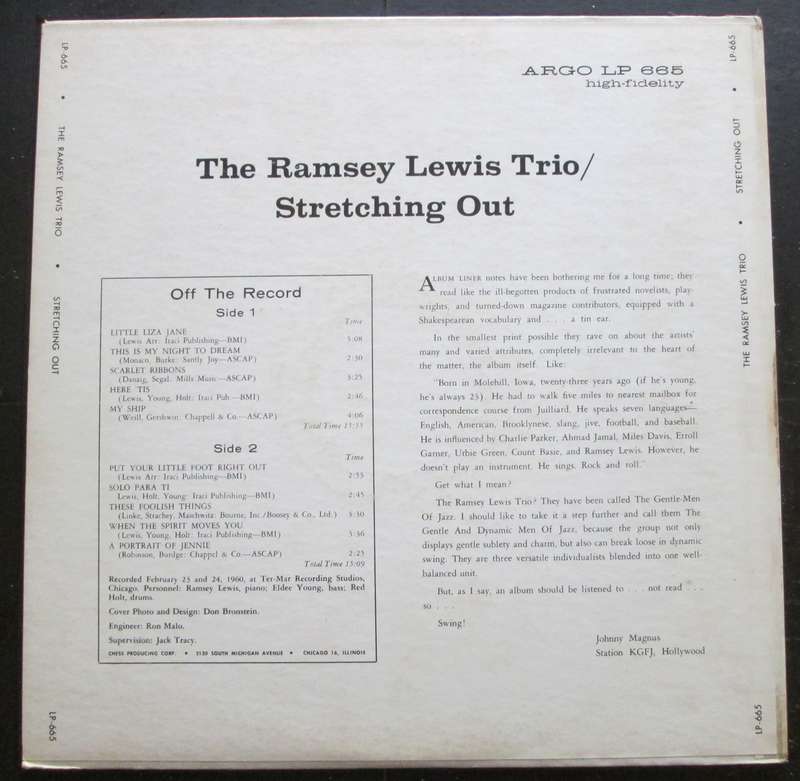 ARGO LP 665
high-fidelity
The Ramsey Lewis Trio/
Stretching Out
LP-665 • THE RAMSEY LEWIS TRIO • STRETCHING OUT
LP-665
Off The Record
Side 1
Time
LITTLE LIZA JANE
(Lewis Arr: Itaci Publishing—BMI) 5:08
THIS IS MY NIGHT TO DREAM
(Monaco, Burke: Santly Joy—ASCAP) 2:30
SCARLET RIBBONS
(Danzig, Segal: Mills Music—ASCAP) 3:25
HERE 'TIS
(Lewis, Young, Holt: Itaci Pub—BMI) 2:46
MY SHIP
(Weill, Gershwin: Chappell & Co.—ASCAP) 4:06
Total Time
Side 2
Time
PUT YOUR LITTLE FOOT RIGHT OUT
(Lewis Arr: Itaci Publishing—BMI)
SOLO PARA TI
Lewis, Holt, Young: Itaci Publishing—BMI) 2:45
THESE FOOLISH THINGS
(Linke, Strachey, Maschwitz: Bourne, Inc./Boosey & Co., Ltd.)
WHEN THE SPIRIT MOVES YOU
(Lewis, Young, Holt: Itaci Publishing—BMI)
A PORTRAIT OF JENNIE
(Robinson, Burdge: Chappel & Co.—ASCAP)
Total Time 15:09
Recorded February 23 and 24, 1960, at Ter-Mar Recording Studios,
Chicago. Personnel: Ramsey Lewis, piano; Eldee Young, bass; Red
Holt, drums.
Cover Photo and Design: Don Bronstein.
Engineer: Ron Malo.
Supervision: Jack Tracy.
CHESS PRODUCING CORP. • 2120 SOUTH MICHIGAN AVENUE • CHICAGO 16, ILLINOIS
ALBUM LINER notes have been bothering me for a long time; they
read like the ill-begotten products of frustrated novelists, play-
wrights, and turned-down magazine contributors, equipped with a
Shakespearean vocabulary and . . . . a tin ear.
In the smallest print possible they rave on about the artists'
many and varied attributes, completely irrelevant to the heart of
the matter, the album itself. Like:
"Born in Molehill, Iowa, twenty-three years ago (if he's young,
he's always 23). He had to walk five miles to nearest mailbox for
correspondence course from Juilliard. He speaks seven languages—
English, American, Brooklynese, slang, jive, football, and baseball.
He is influenced by Charlie Parker, Ahmad Jamal, Miles Davis, Erroll
Garner, Urbie Green, Count Basie, and Ramsey Lewis. However, he
doesn't play an instrument. He sings. Rock and roll."
Get what I mean?
The Ramsey Lewis Trio? They have been called The Gentle-Men
Of Jazz. I should like to take it a step further and call them The
Gentle And Dynamic Men Of Jazz, because the group not only
displays gentle sublety and charm, but also can break loose in dynamic
swing. They are three versatile individualists blended into one well-
balanced unit.
But, as I say, an album should be listened to . . . not read . . .
so . . . .
Swing!
Johnny Magnus
Station KGFJ, Hollywood
LP-665 • STRETCHING OUT • THE RAMSEY LEWIS TRIO
LP-665